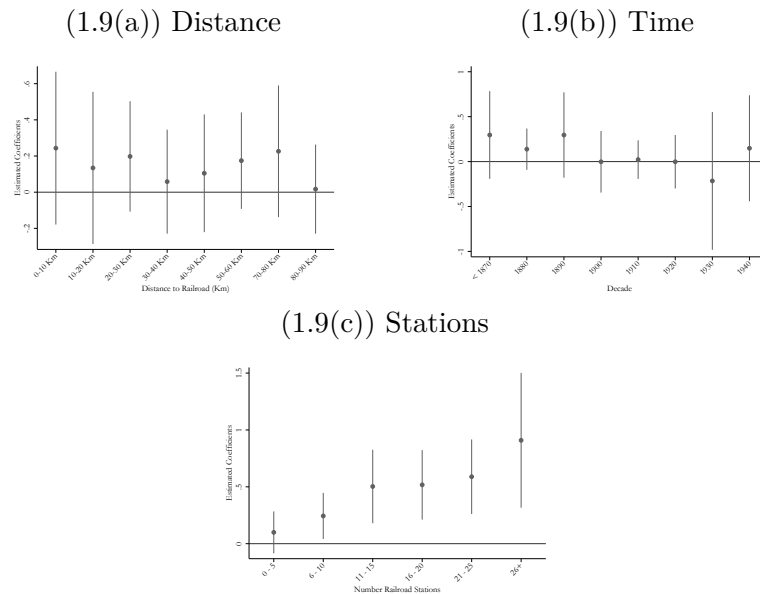 (1.9(a)) Distance
(1.9(b)) Time
Estimated Coefficients
.6
.4
.2
0
-.2
0-10 Km
10-20 Km
20-30 Km
30-40 Km
40-50 Km
50-60 Km
70-80 Km
80-90 Km
Distance to Railroad (Km)
Estimated Coefficients
1
.5
0
-.5
-1
< 1870
1880
1890
1900
1910
1920
1930
1940
Decade
(1.9(c)) Stations
Estimated Coefficients
1.5
1
.5
0
0 - 5
6 - 10
11 - 15
16 - 20
21 - 25
26+
Number Railroad Stations